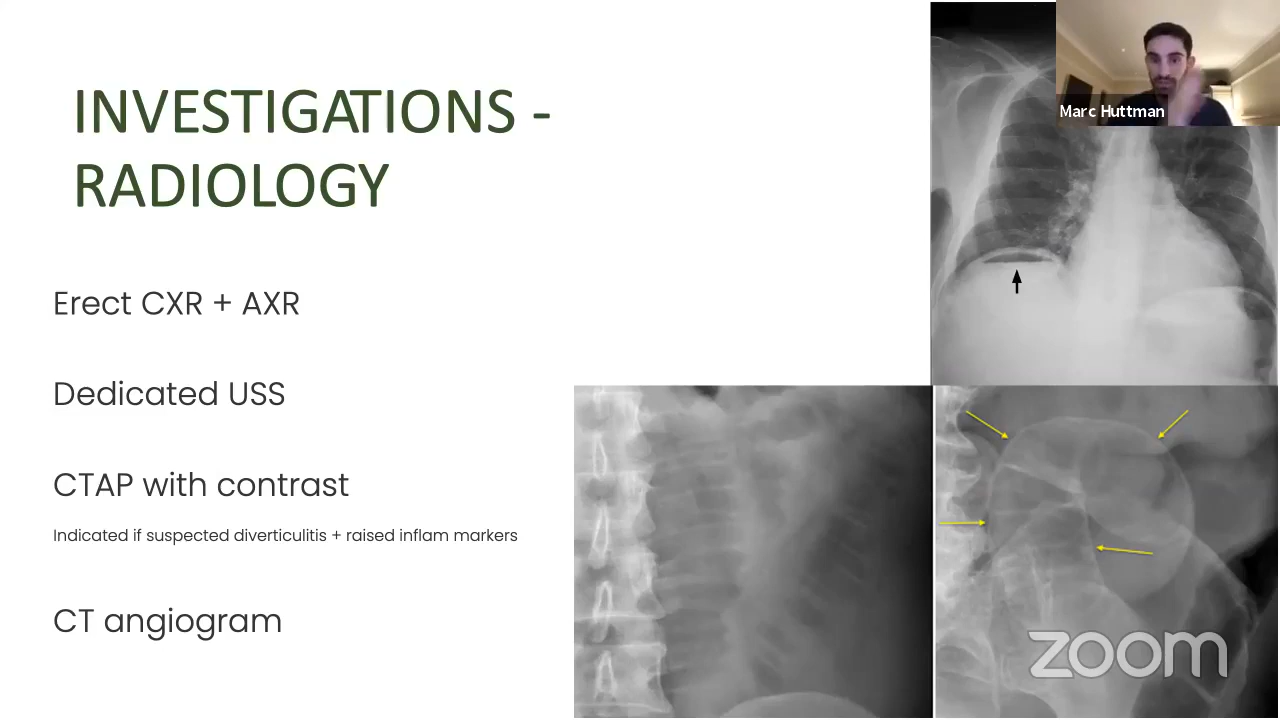 INVESTIGATIONS -
RADIOLOGY
Erect CXR + AXR
Dedicated USS
CTAP with contrast
Indicated if suspected diverticulitis + raised inflam markers
CT angiogram
Marc Huttman
zoom